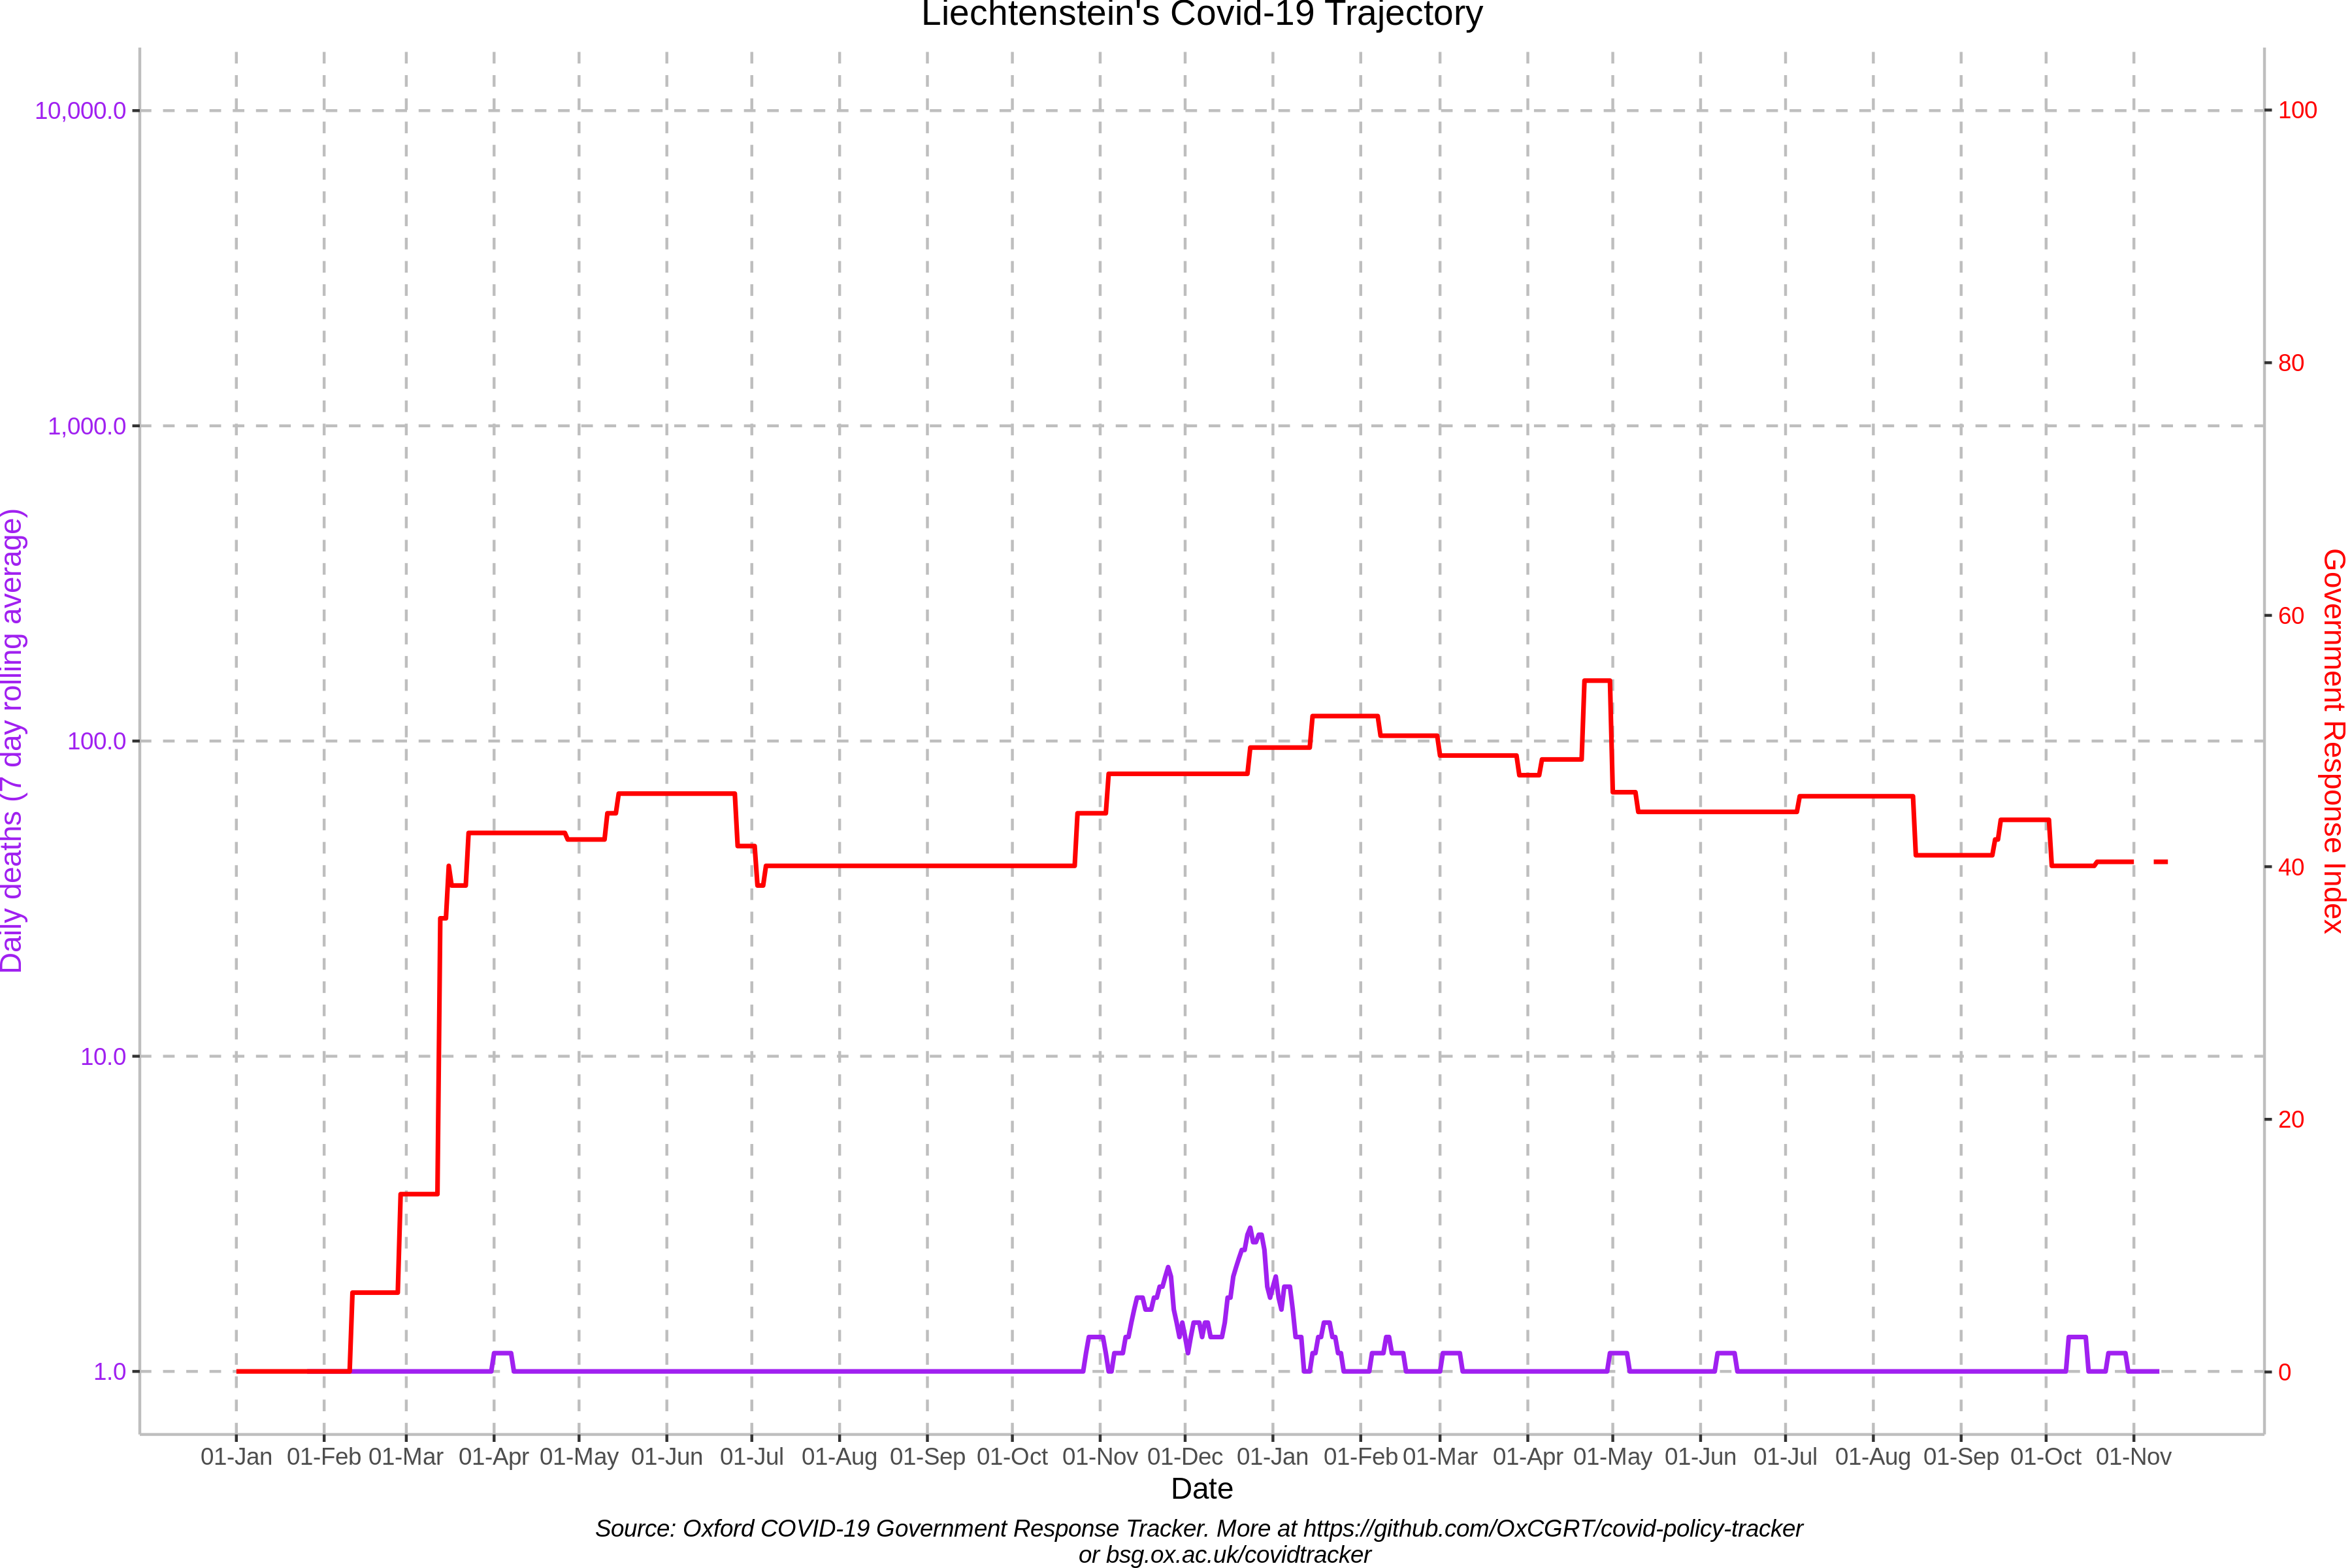 Liechtenstein's Covid-19 Trajectory
10,000.0
1,000.0
100.0
10.0
1.0
Daily deaths (7 day rolling average)
100
80
60
40
20
0
Government Response Index
01-Jan 01-Feb 01-Mar 01-Apr 01-May 01-Jun 01-Jul 01-Aug 01-Sep 01-Oct 01-Nov 01-Dec 01-Jan 01-Feb 01-Mar 01-Apr 01-May 01-Jun 01-Jul 01-Aug 01-Sep 01-Oct 01-Nov
Date
Source: Oxford COVID-19 Government Response Tracker. More at https://github.com/OxCGRT/covid-policy-tracker
or bsg.ox.ac.uk/covidtracker